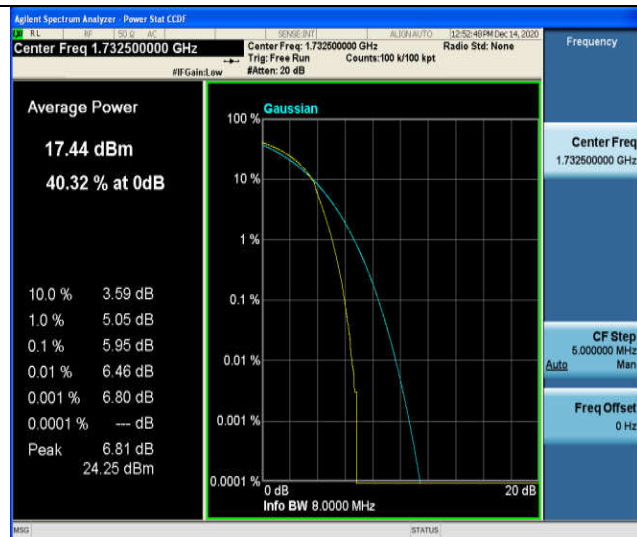 Agilent Spectrum Analyzer - Power Stat CCDF
RL RF 50 Ω AC SENSE:INT ALIGN AUTO 12:52:48 PM Dec 14, 2020
Center Freq 1.732500000 GHz
Center Freq: 1.732500000 GHz
Radio Std: None
Trig: Free Run Counts:100 k/100 kpt
#IFGain:Low
#Atten: 20 dB
Average Power
17.44 dBm
40.32 % at 0dB
10.0 % 3.59 dB
1.0 % 5.05 dB
0.1 % 5.95 dB
0.01 % 6.46 dB
0.001 % 6.80 dB
0.0001 % --- dB
Peak 6.81 dB
24.25 dBm
Gaussian
100 %
10 %
1 %
0.1 %
0.01 %
0.001 %
0.0001 %
0 dB 20 dB
Info BW 8.0000 MHz
Frequency
Center Freq
1.732500000 GHz
CF Step
5.000000 MHz
Auto Man
Freq Offset
0 Hz
MSG STATUS